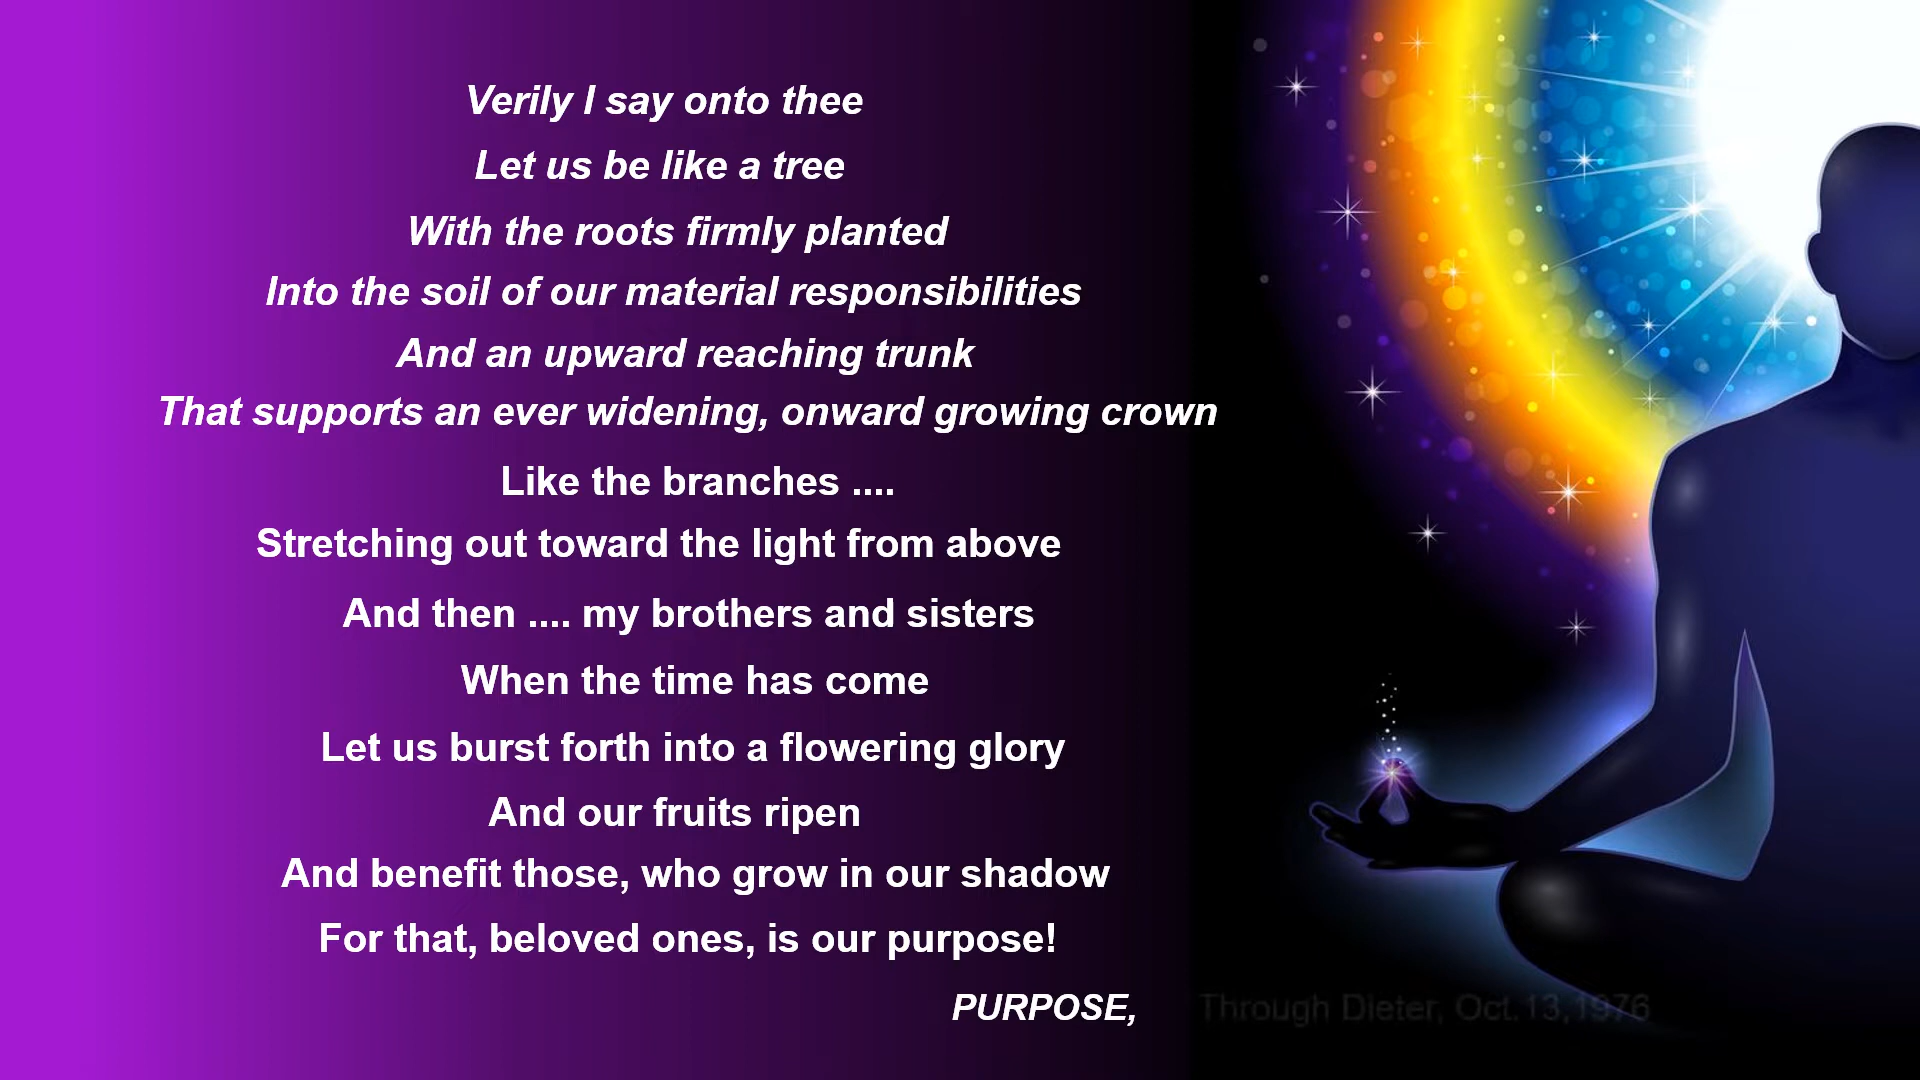 Verily I say onto thee
Let us be like a tree
With the roots firmly planted
Into the soil of our material responsibilities
And an upward reaching trunk
That supports an ever widening, onward growing crown
Like the branches ....
Stretching out toward the light from above
And then .... my brothers and sisters
When the time has come
Let us burst forth into a flowering glory
And our fruits ripen
And benefit those, who grow in our shadow
For that, beloved ones, is our purpose!
PURPOSE, Through Dieter, Oct.13,1976